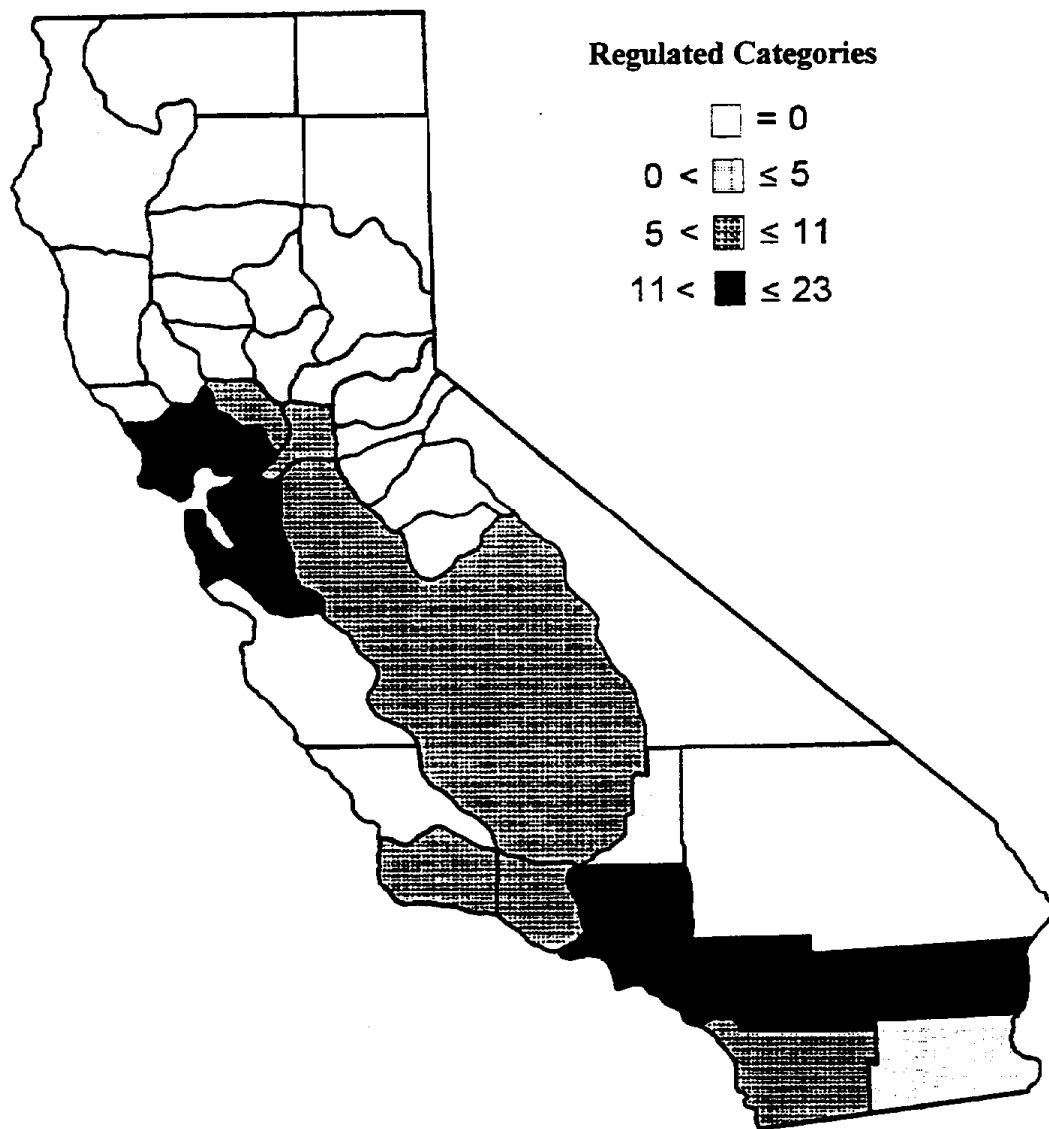 Regulated Categories
= 0
0 < ≤ 5
5 < ≤ 11
11 < ≤ 23